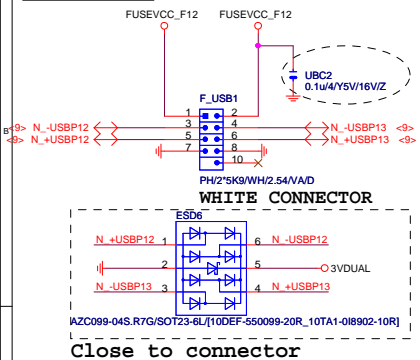 FUSEVCC_F12 FUSEVCC_F12
UBC2
0.1u/4/Y5V/16V/Z
F_USB1
1 2
B <9> N_-USBP12 3 4 N_-USBP13 <9>
<9> N_+USBP12 5 6 N_+USBP13 <9>
7 8
10
PH/2*5K9/WH/2.54/VA/D
WHITE CONNECTOR
ESD6
N_+USBP12 1 6 N_-USBP12
2 5 3VDUAL
N_-USBP13 3 4 N_+USBP13
AZC099-04S.R7G/SOT23-6L/[10DEF-550099-20R_10TA1-0I8902-10R]
Close to connector